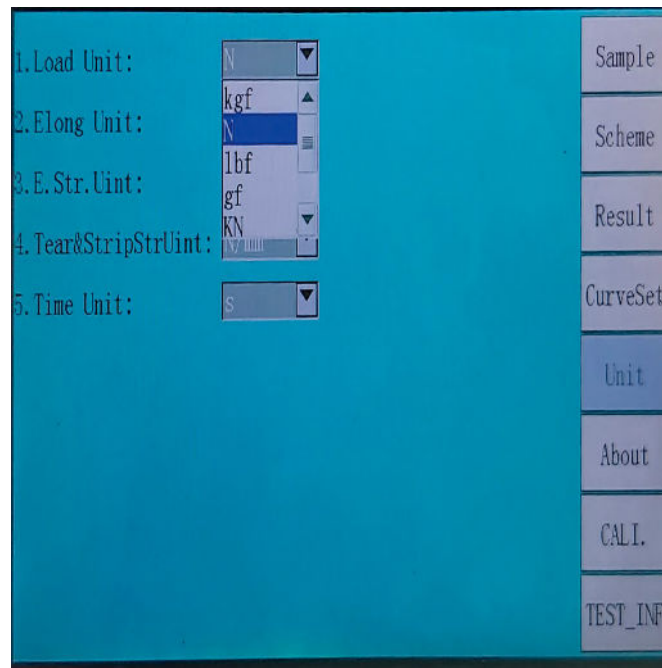 1.Load Unit: N
kgf
N
lbf
gf
KN
2.Elong Unit:
3.E.Str.Uint:
4.Tear&StripStrUint: N/mm
5.Time Unit: s
Sample
Scheme
Result
CurveSet
Unit
About
CALI.
TEST_INF